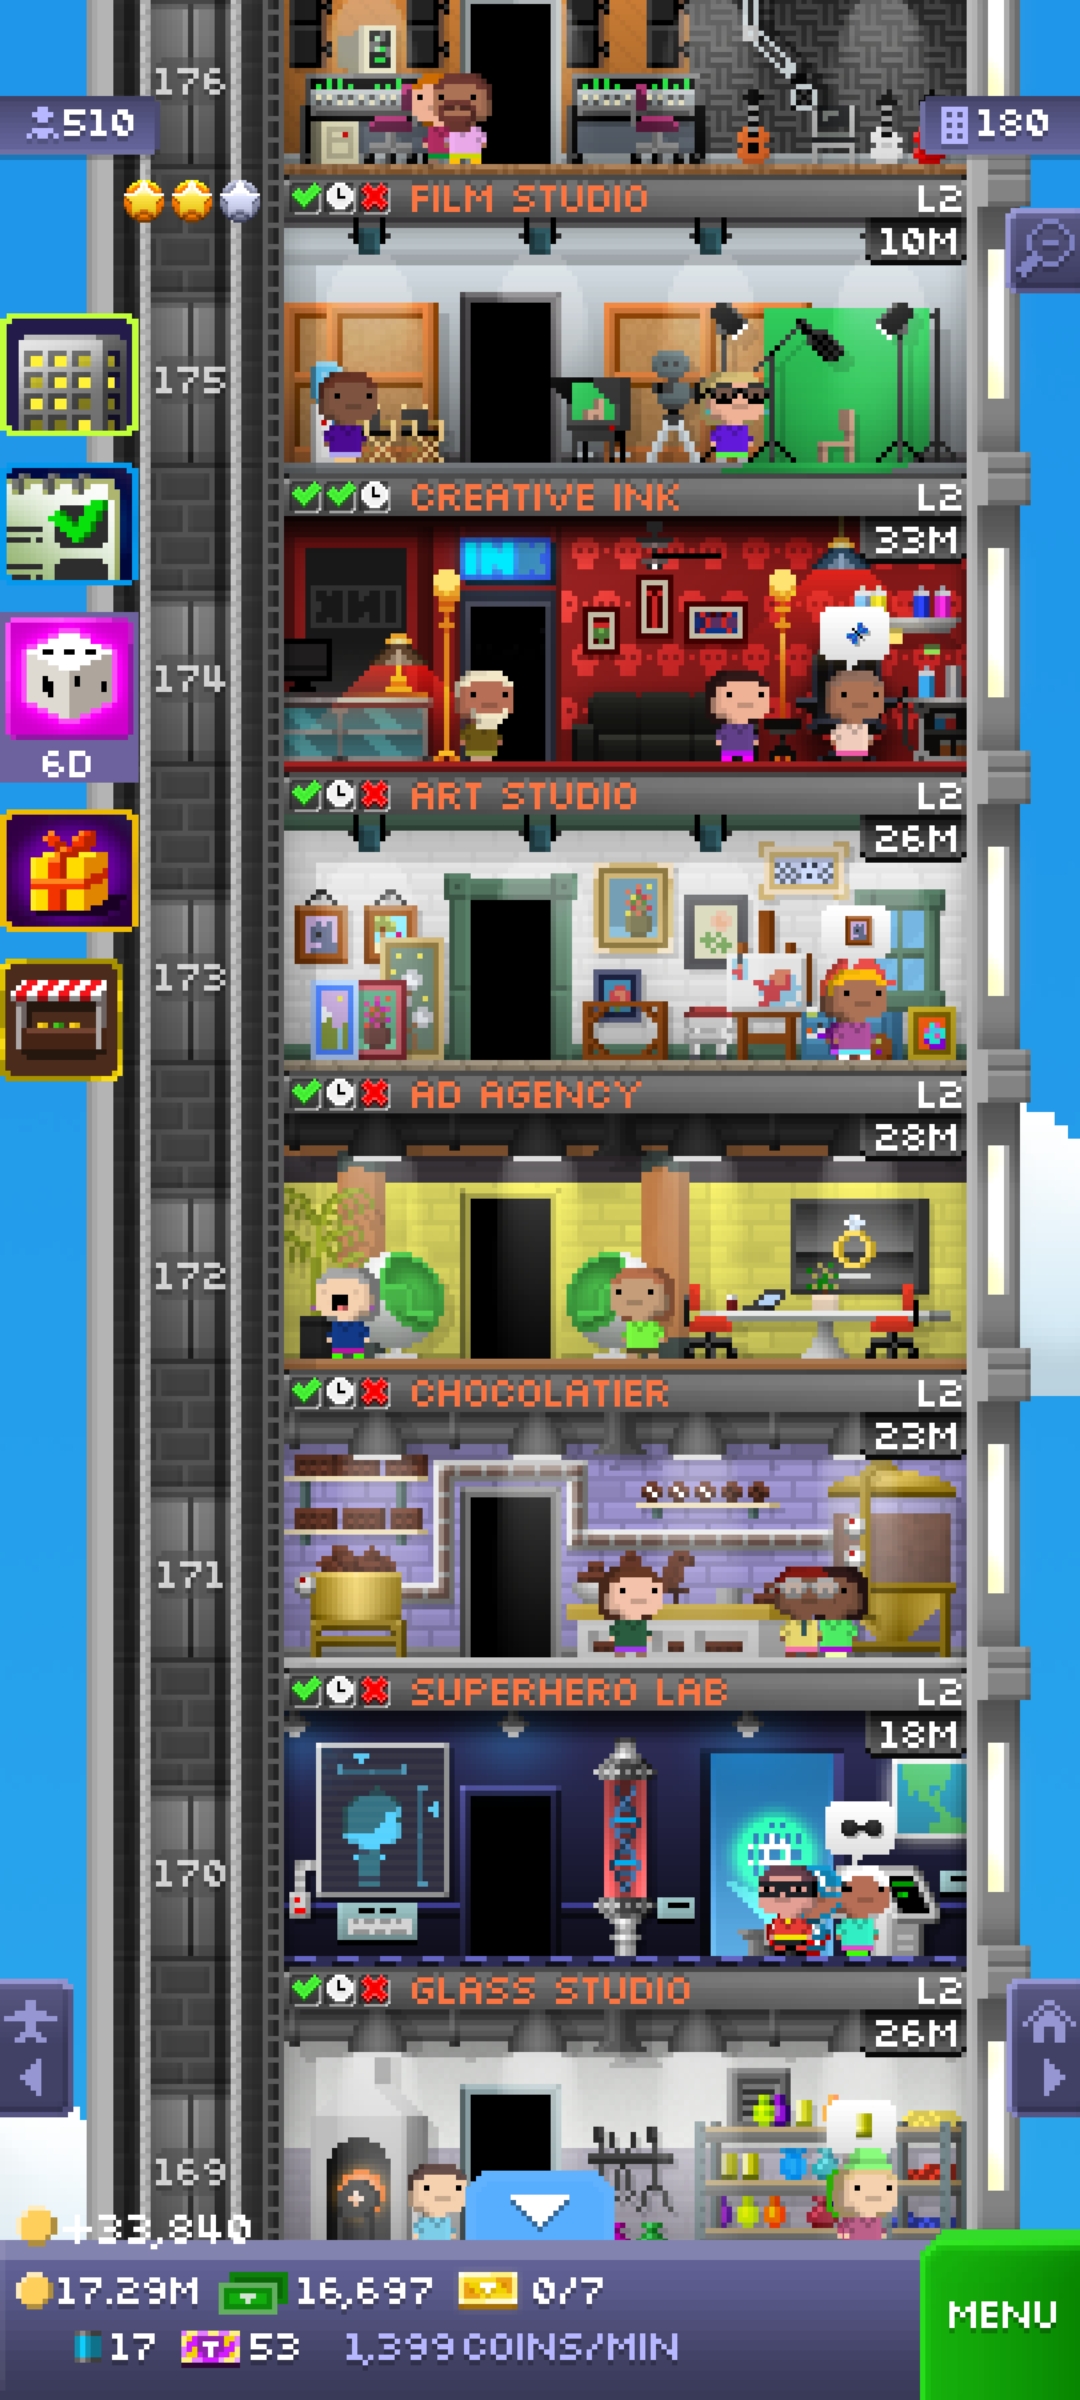 176
510
180
FILM STUDIO
L2
10M
175
CREATIVE INK
L2
33M
IN
INK
174
6D
ART STUDIO
L2
26M
173
AD AGENCY
L2
28M
172
CHOCOLATIER
L2
23M
171
SUPERHERO LAB
L2
18M
170
GLASS STUDIO
L2
26M
169
+33,840
17.29M 16,697 0/7
17 53 1,399 COINS/MIN
MENU